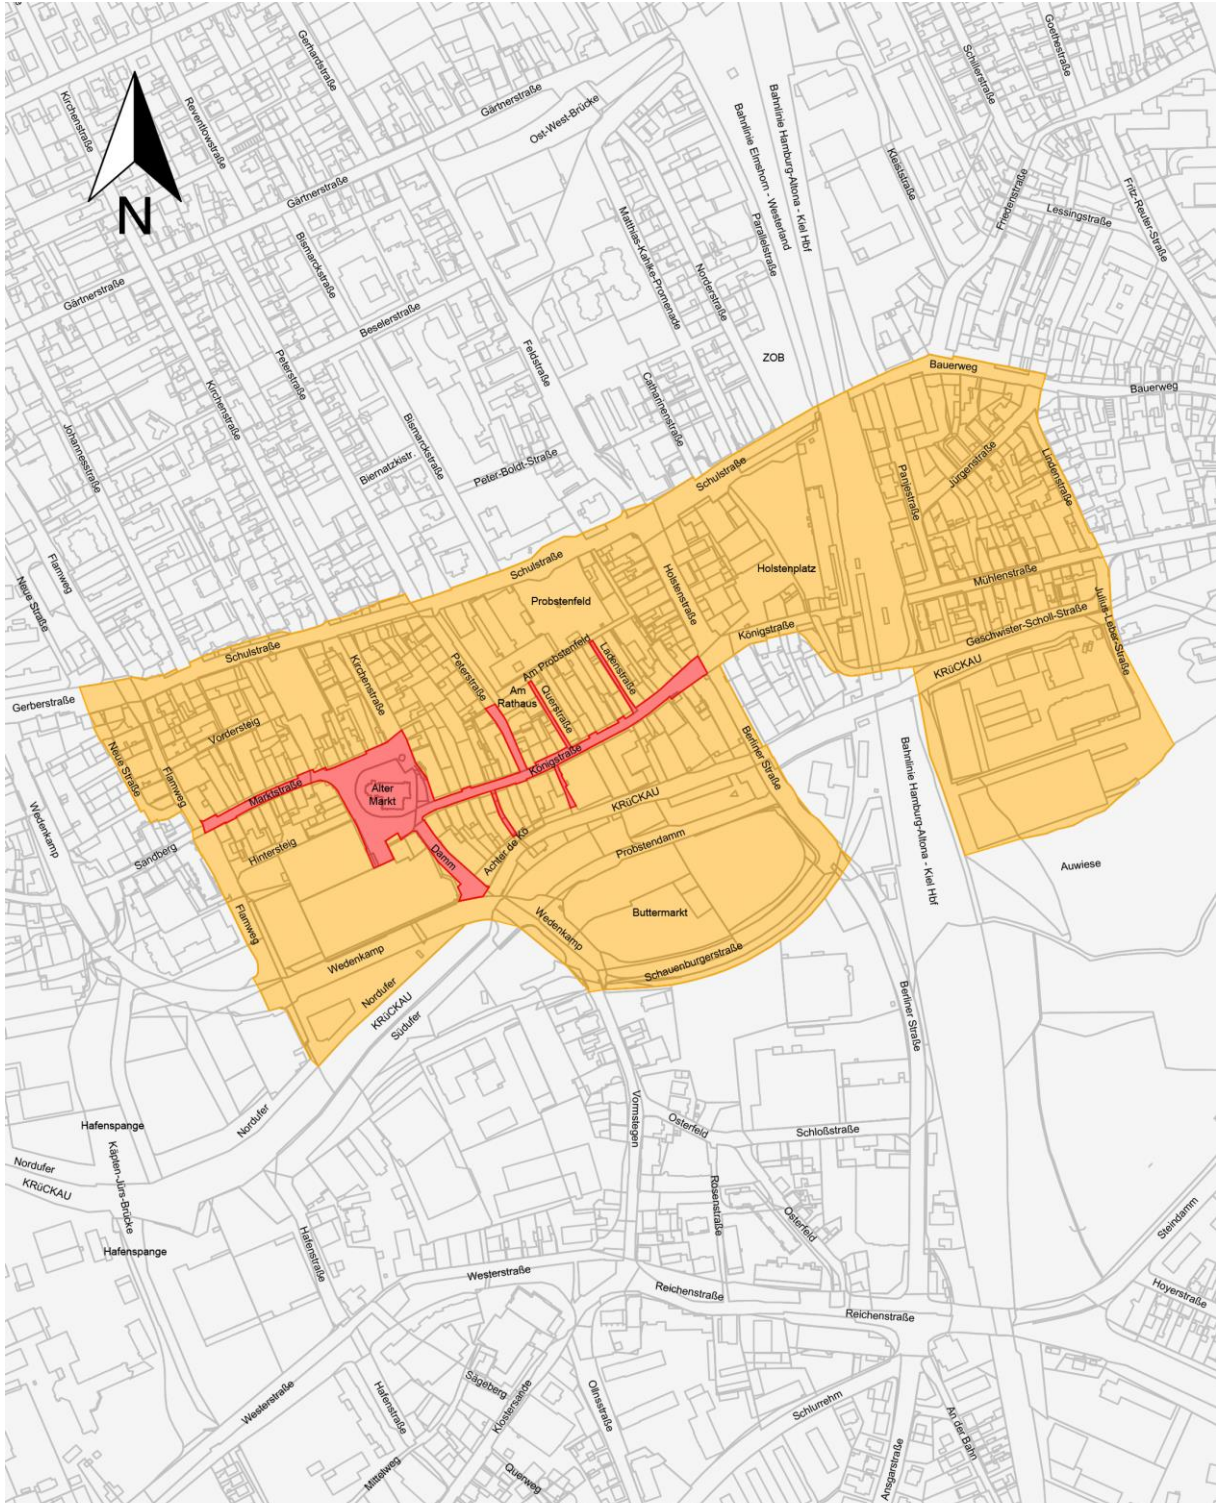 Gerhardstraße
Goethestraße
Schillerstraße
Kirchenstraße
Reventlowstraße
Gärtnerstraße
Ost-West-Brücke
Bahnlinie Elmshorn - Westerland
Bahnlinie Hamburg-Altona - Kiel Hbf
Kleiststraße
Friedenstraße
Lessingstraße
Fritz-Reuter-Straße
N
Gärtnerstraße
Matthias-Kahlke-Promenade
Parallelstraße
Bismarckstraße
Norderstraße
Gärtnerstraße
Beselerstraße
Feldstraße
ZOB
Peterstraße
Kirchenstraße
Catharinenstraße
Bauerweg
Bauerweg
Johannesstraße
Bismarckstraße
Biernatzkistr.
Peter-Boldt-Straße
Schulstraße
Panjestraße
Jürgenstraße
Lindenstraße
Flamweg
Neue Straße
Schulstraße
Probstenfeld
Holstenstraße
Holstenplatz
Mühlenstraße
Julius-Leber-Straße
Geschwister-Scholl-Straße
Königstraße
KRüCKAU
Schulstraße
Kirchenstraße
Peterstraße
Am Probstenfeld
Ladenstraße
Am
Rathaus
Querstraße
Gerberstraße
Vordersteig
Neue Straße
Flamweg
Königstraße
Berliner Straße
Bahnlinie Hamburg-Altona - Kiel Hbf
Marktstraße
Alter
Markt
KRüCKAU
Wedenkamp
Sandberg
Hintersteig
Damm
Achter de Kö
Probstendamm
Auwiese
Flamweg
Buttermarkt
Wedenkamp
Wedenkamp
Schauenburgerstraße
Nordufer
KRüCKAU
Südufer
Berliner Straße
Vormstegen
Osterfeld
Schloßstraße
Hafenspange
Nordufer
Nordufer
KRüCKAU
Käpten-Jürs-Brücke
Rosenstraße
Osterfeld
Steindamm
Hafenspange
Hafenstraße
Westerstraße
Reichenstraße
Reichenstraße
Hoyerstraße
Sägeberg
Klostersande
Ollnsstraße
Westerstraße
Hafenstraße
Schlurrehm
An der Bahn
Mittelweg
Querweg
Ansgarstraße